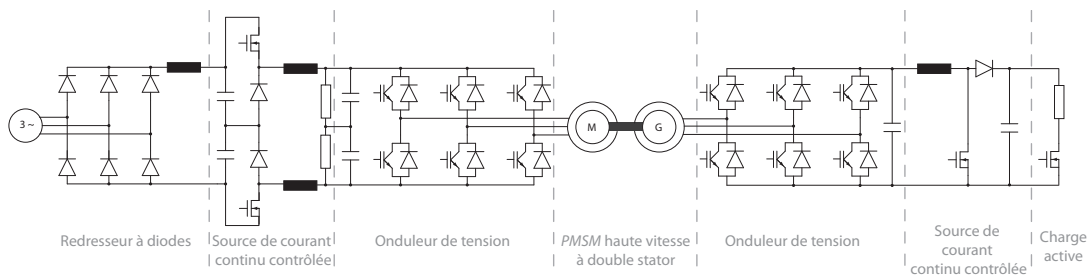 3 ~
M
G
Redresseur à diodes
Source de courant
continu contrôlée
Onduleur de tension
PMSM haute vitesse
à double stator
Onduleur de tension
Source de
courant
continu contrôlée
Charge
active